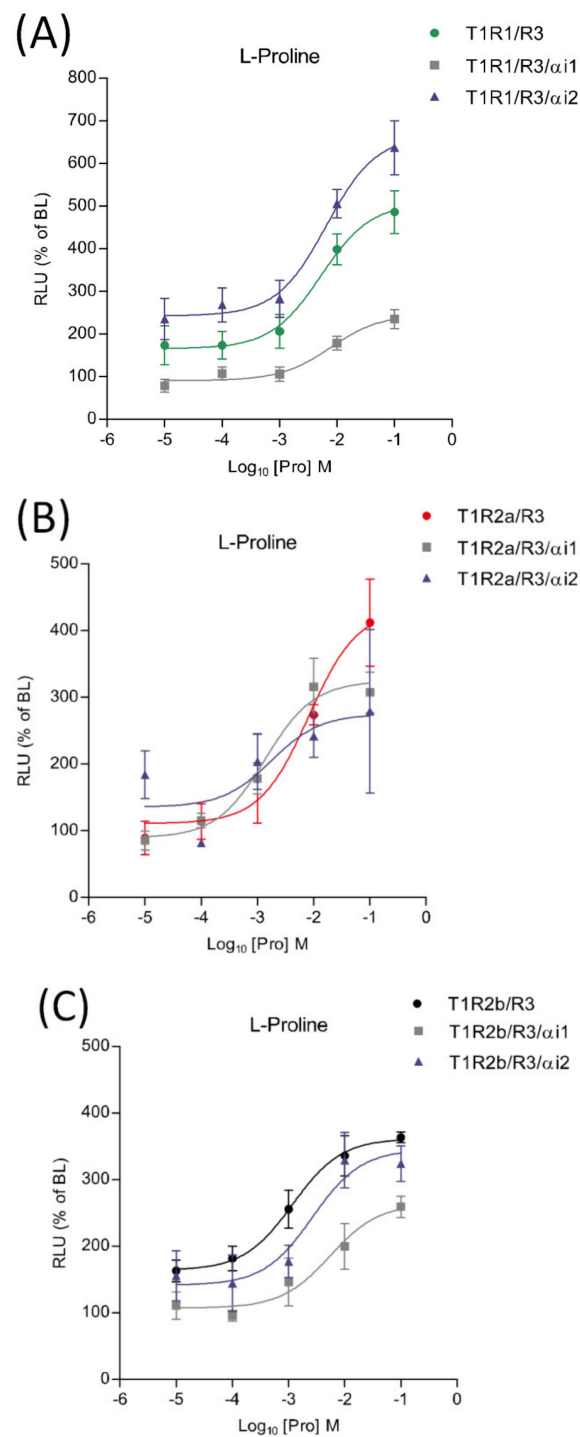 (A)
L-Proline
T1R1/R3
T1R1/R3/αi1
T1R1/R3/αi2
RLU (% of BL)
800
700
600
500
400
300
200
100
0
-6 -5 -4 -3 -2 -1 0
Log10 [Pro] M
(B)
L-Proline
T1R2a/R3
T1R2a/R3/αi1
T1R2a/R3/αi2
RLU (% of BL)
500
400
300
200
100
0
-6 -5 -4 -3 -2 -1 0
Log10 [Pro] M
(C)
L-Proline
T1R2b/R3
T1R2b/R3/αi1
T1R2b/R3/αi2
RLU (% of BL)
500
400
300
200
100
0
-6 -5 -4 -3 -2 -1 0
Log10 [Pro] M